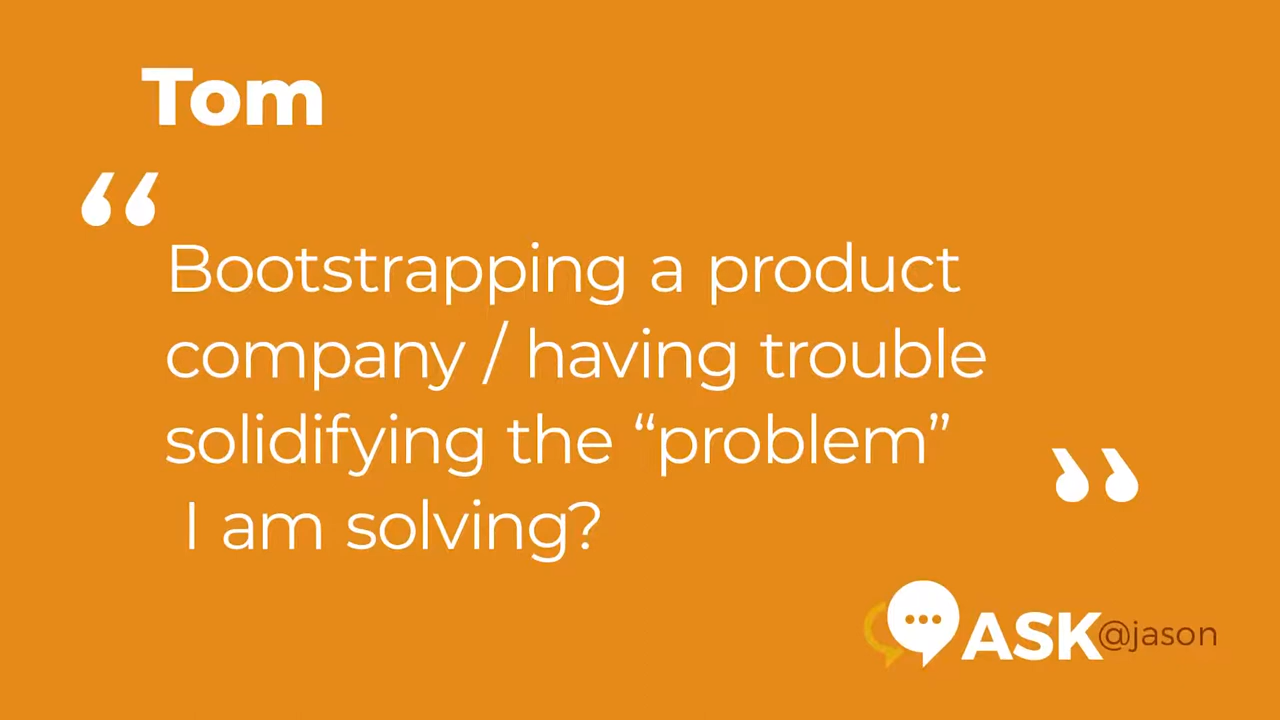 Tom
“
Bootstrapping a product
company / having trouble
solidifying the “problem”
I am solving?
”
ASK@jason